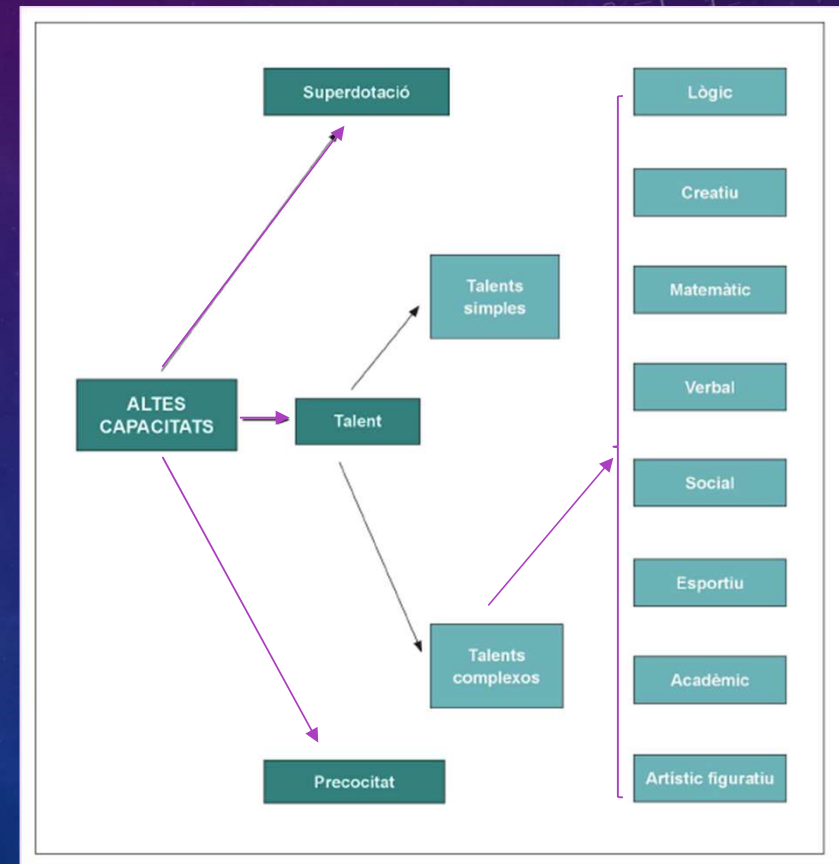 Superdotació
Lògic
Creatiu
Talents
simples
Matemàtic
ALTES
CAPACITATS
Talent
Verbal
Social
Esportiu
Talents
complexos
Acadèmic
Precocitat
Artístic figuratiu